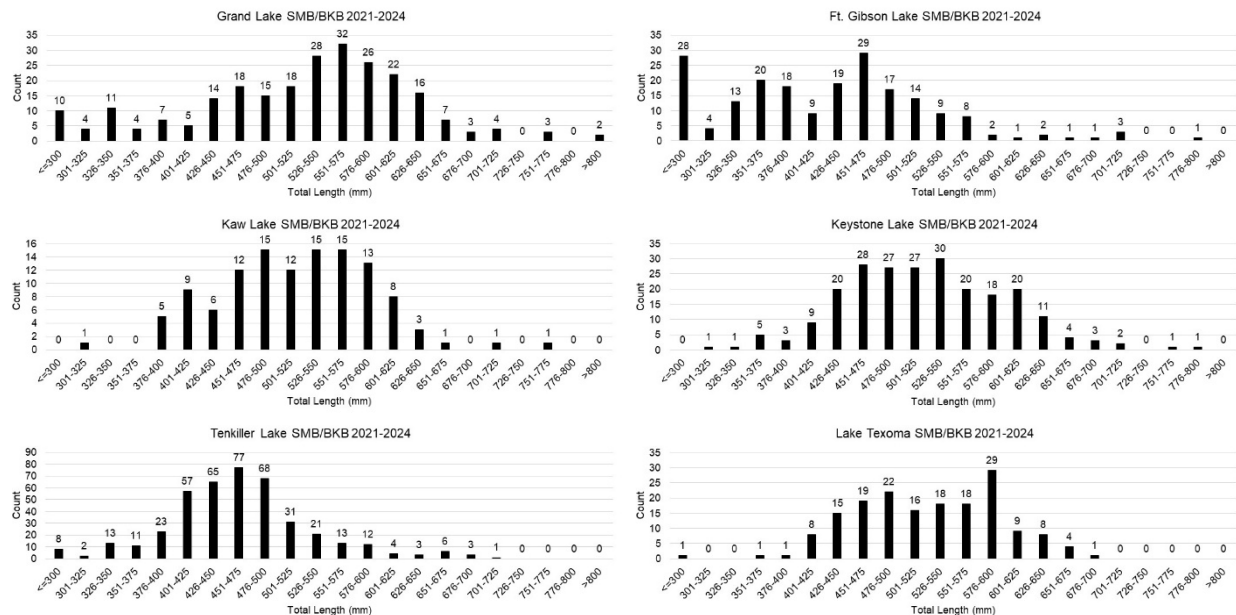 Grand Lake SMB/BKB 2021-2024
35
30
25
20
15
10
5
0
Count
10 4 11 4 7 5 14 18 15 18 28 32 26 22 16 7 3 4 0 3 0 2
<=300 301-325 326-350 351-375 376-400 401-425 426-450 451-475 476-500 501-525 526-550 551-575 576-600 601-625 626-650 651-675 676-700 701-725 726-750 751-775 776-800 >800
Total Length (mm)
Ft. Gibson Lake SMB/BKB 2021-2024
35
30
25
20
15
10
5
0
Count
28 4 13 20 18 9 19 29 17 14 9 8 2 1 2 1 1 3 0 0 1 0
<=300 301-325 326-350 351-375 376-400 401-425 426-450 451-475 476-500 501-525 526-550 551-575 576-600 601-625 626-650 651-675 676-700 701-725 726-750 751-775 776-800 >800
Total Length (mm)
Kaw Lake SMB/BKB 2021-2024
16
14
12
10
8
6
4
2
0
Count
0 1 0 0 5 9 6 12 15 12 15 15 13 8 3 1 0 1 0 1 0 0
<=300 301-325 326-350 351-375 376-400 401-425 426-450 451-475 476-500 501-525 526-550 551-575 576-600 601-625 626-650 651-675 676-700 701-725 726-750 751-775 776-800 >800
Total Length (mm)
Keystone Lake SMB/BKB 2021-2024
35
30
25
20
15
10
5
0
Count
0 1 1 5 3 9 20 28 27 27 30 20 18 20 11 4 3 2 0 1 1 0
<=300 301-325 326-350 351-375 376-400 401-425 426-450 451-475 476-500 501-525 526-550 551-575 576-600 601-625 626-650 651-675 676-700 701-725 726-750 751-775 776-800 >800
Total Length (mm)
Tenkiller Lake SMB/BKB 2021-2024
90
80
70
60
50
40
30
20
10
0
Count
8 2 13 11 23 57 65 77 68 31 21 13 12 4 3 6 3 1 0 0 0 0
<=300 301-325 326-350 351-375 376-400 401-425 426-450 451-475 476-500 501-525 526-550 551-575 576-600 601-625 626-650 651-675 676-700 701-725 726-750 751-775 776-800 >800
Total Length (mm)
Lake Texoma SMB/BKB 2021-2024
35
30
25
20
15
10
5
0
Count
1 0 0 1 1 8 15 19 22 16 18 18 29 9 8 4 1 0 0 0 0 0
<=300 301-325 326-350 351-375 376-400 401-425 426-450 451-475 476-500 501-525 526-550 551-575 576-600 601-625 626-650 651-675 676-700 701-725 726-750 751-775 776-800 >800
Total Length (mm)